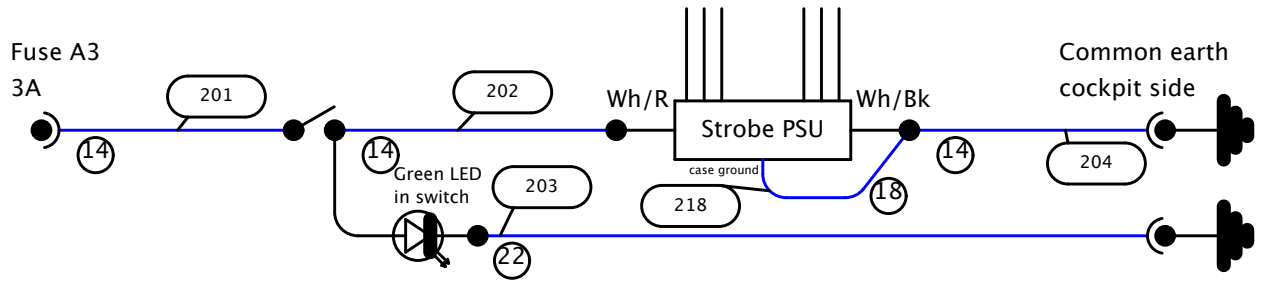 Fuse A3
3A
201
14
202
14
Green LED
in switch
203
22
Wh/R
Strobe PSU
Wh/Bk
case ground
218
18
14
204
Common earth
cockpit side